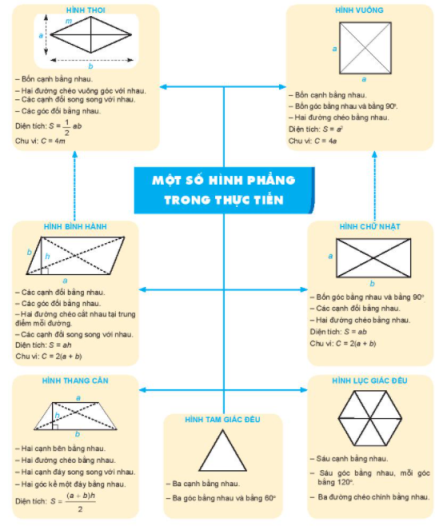 HÌNH THOI
m
a
b
– Bốn cạnh bằng nhau.
– Hai đường chéo vuông góc với nhau.
– Các cạnh đối song song với nhau.
– Các góc đối bằng nhau.
Diện tích: S = 1/2 ab
Chu vi: C = 4m
HÌNH VUÔNG
a
a
– Bốn cạnh bằng nhau.
– Bốn góc bằng nhau và bằng 90°.
– Hai đường chéo bằng nhau.
Diện tích: S = a²
Chu vi: C = 4a
MỘT SỐ HÌNH PHẲNG
TRONG THỰC TIỄN
HÌNH BÌNH HÀNH
b
h
a
– Các cạnh đối bằng nhau.
– Các góc đối bằng nhau.
– Hai đường chéo cắt nhau tại trung
điểm mỗi đường.
– Các cạnh đối song song với nhau.
Diện tích: S = ah
Chu vi: C = 2(a + b)
HÌNH CHỮ NHẬT
a
b
– Bốn góc bằng nhau và bằng 90°
– Các cạnh đối bằng nhau.
– Hai đường chéo bằng nhau.
Diện tích: S = ab
Chu vi: C = 2(a + b)
HÌNH THANG CÂN
a
h
b
– Hai cạnh bên bằng nhau.
– Hai đường chéo bằng nhau.
– Hai cạnh đáy song song với nhau.
– Hai góc kề một đáy bằng nhau.
Diện tích: S = (a + b)h/2
HÌNH TAM GIÁC ĐỀU
– Ba cạnh bằng nhau.
– Ba góc bằng nhau và bằng 60°
HÌNH LỤC GIÁC ĐỀU
– Sáu cạnh bằng nhau.
– Sáu góc bằng nhau, mỗi góc
bằng 120°.
– Ba đường chéo chính bằng nhau.